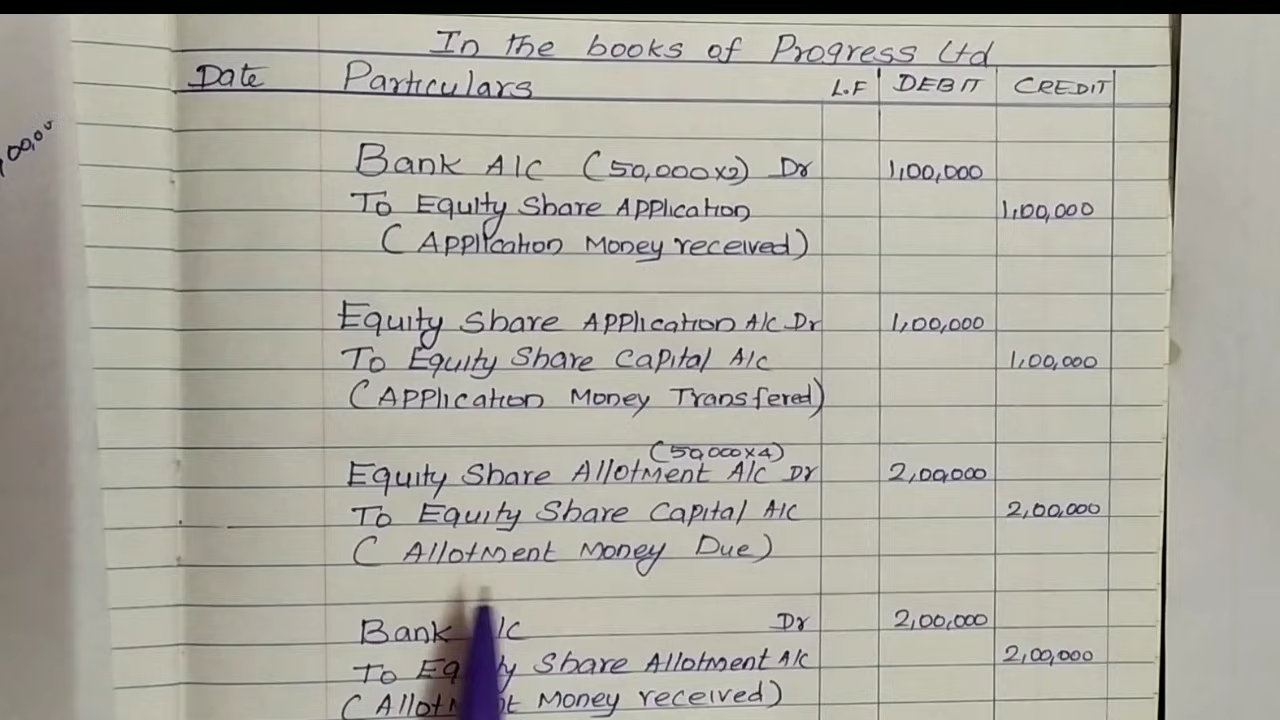 In the books of Progress Ltd
Date Particulars L.F DEBIT CREDIT
00,00
Bank A/C (50,000x2) Dr 1,00,000
To Equity Share Application 1,00,000
(Application Money received)
Equity Share Application A/c Dr 1,00,000
To Equity Share Capital A/c 1,00,000
(Application Money Transfered)
(50,000x4)
Equity Share Allotment A/c Dr 2,00,000
To Equity Share Capital A/c 2,00,000
(Allotment Money Due)
Bank A/C Dr 2,00,000
To Equity Share Allotment A/c 2,00,000
(Allotment Money received)